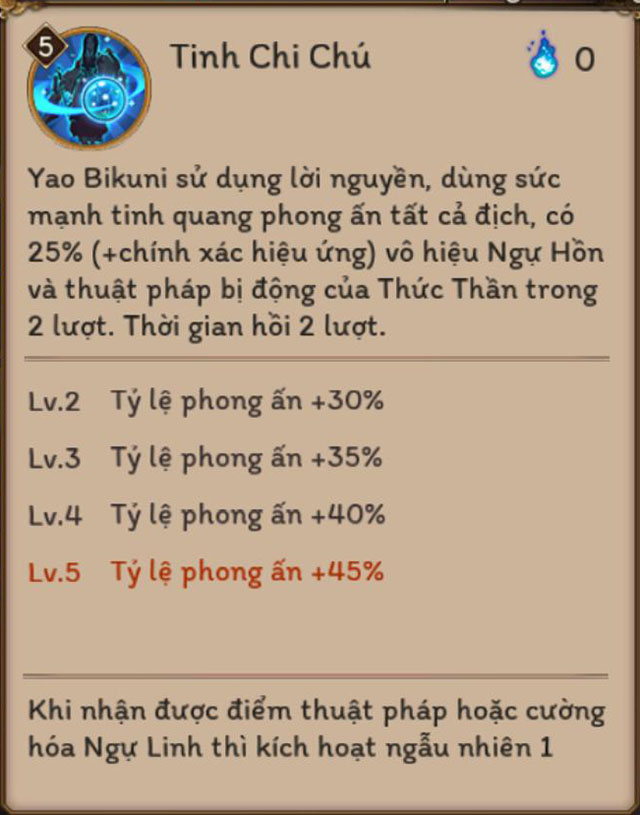 5
Tinh Chi Chú
0
Yao Bikuni sử dụng lời nguyền, dùng sức
mạnh tinh quang phong ấn tất cả địch, có
25% (+chính xác hiệu ứng) vô hiệu Ngự Hồn
và thuật pháp bị động của Thức Thần trong
2 lượt. Thời gian hồi 2 lượt.
Lv.2 Tỷ lệ phong ấn +30%
Lv.3 Tỷ lệ phong ấn +35%
Lv.4 Tỷ lệ phong ấn +40%
Lv.5 Tỷ lệ phong ấn +45%
Khi nhận được điểm thuật pháp hoặc cường
hóa Ngự Linh thì kích hoạt ngẫu nhiên 1